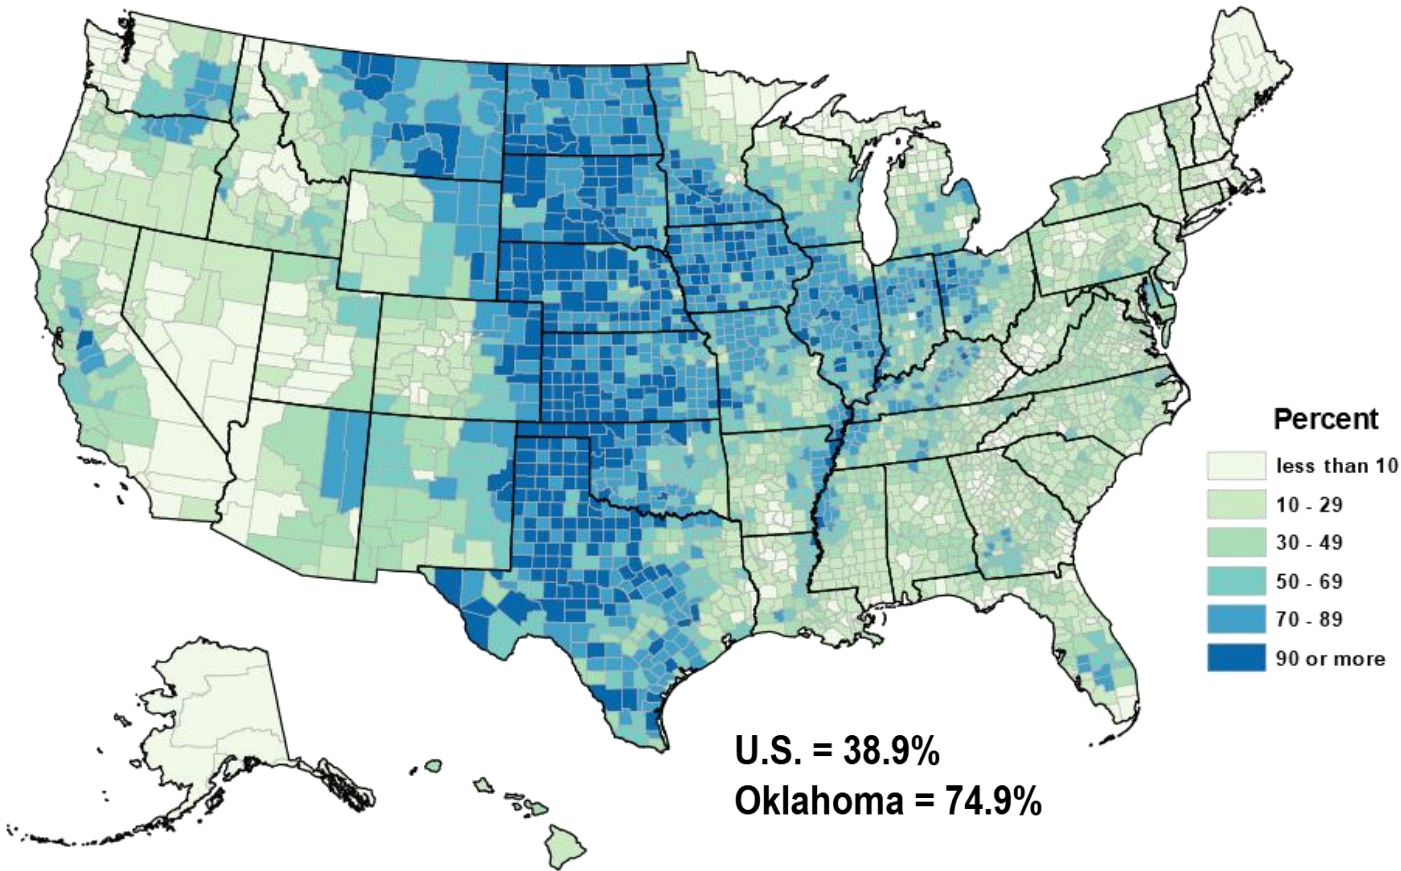 Percent
less than 10
10 - 29
30 - 49
50 - 69
70 - 89
90 or more
U.S. = 38.9%
Oklahoma = 74.9%